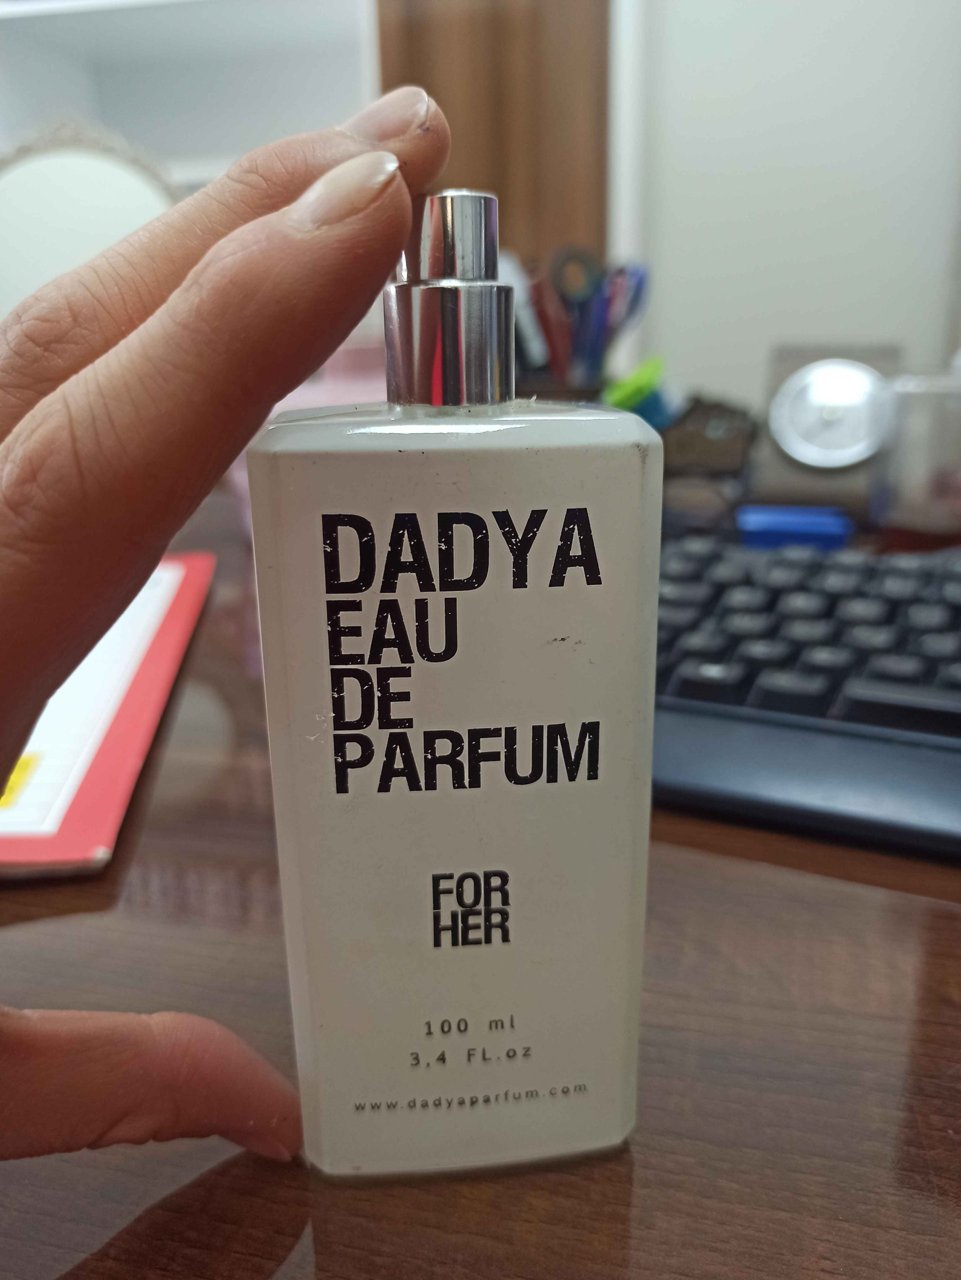 DADYA
EAU
DE
PARFUM
FOR
HER
100 ml
3,4 FL.oz
www.dadyaparfum.com